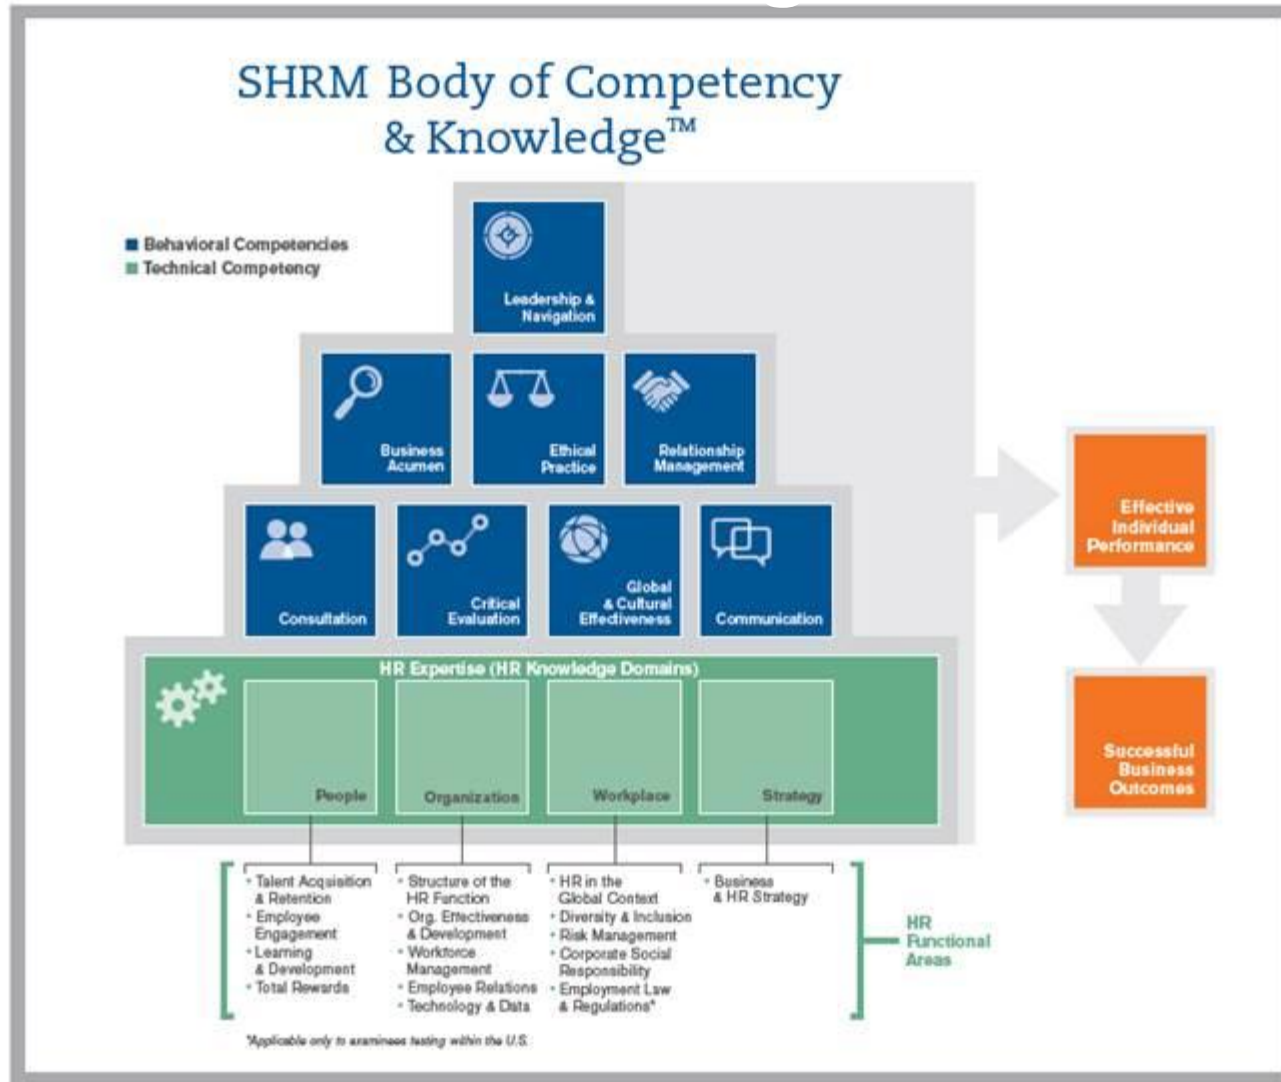 SHRM Body of Competency
& Knowledge™
Behavioral Competencies
Technical Competency
Leadership &
Navigation
Business
Acumen
Ethical
Practice
Relationship
Management
Consultation
Critical
Evaluation
Global
& Cultural
Effectiveness
Communication
HR Expertise (HR Knowledge Domains)
People
Organization
Workplace
Strategy
• Talent Acquisition
& Retention
• Employee
Engagement
• Learning
& Development
• Total Rewards
• Structure of the
HR Function
• Org. Effectiveness
& Development
• Workforce
Management
• Employee Relations
• Technology & Data
• HR in the
Global Context
• Diversity & Inclusion
• Risk Management
• Corporate Social
Responsibility
• Employment Law
& Regulations*
• Business
& HR Strategy
HR
Functional
Areas
*Applicable only to examinees testing within the U.S.
Effective
Individual
Performance
Successful
Business
Outcomes